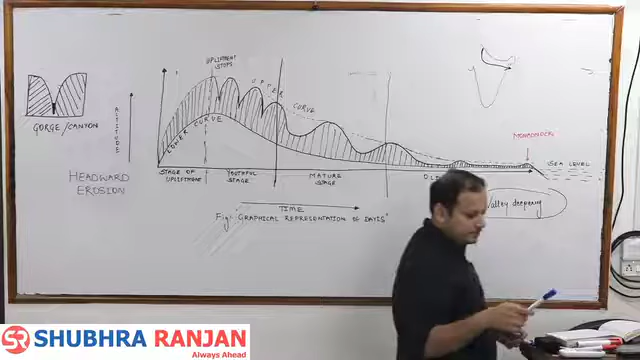 UPLIFTMENT
STOPS
UPPER
CURVE
LOWER CURVE
GORGE/CANYON
ALTITUDE
HEADWARD
EROSION
MONADNOCK
SEA LEVEL
STAGE OF
UPLIFTMENT
YOUTHFUL
STAGE
MATURE
STAGE
OLD
Valley deepening
TIME
Fig: GRAPHICAL REPRESENTATION OF DAVIS'
SR SHUBHRA RANJAN
Always Ahead